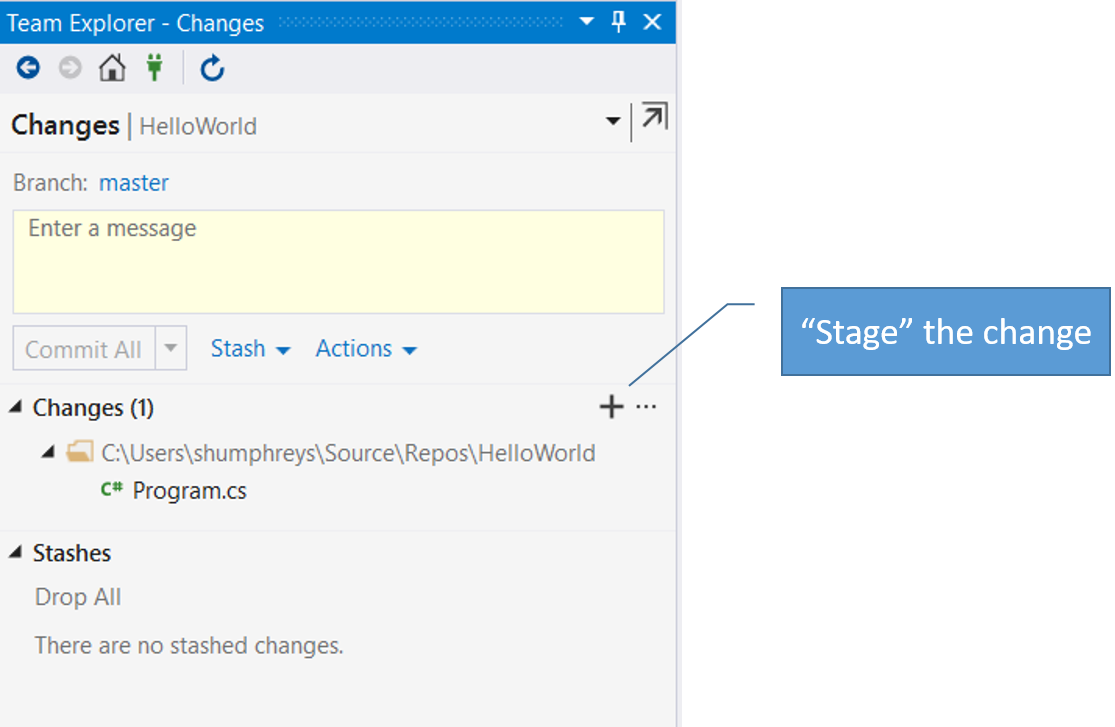 Team Explorer - Changes
Changes | HelloWorld
Branch: master
Enter a message
Commit All Stash Actions
“Stage” the change
Changes (1)
C:\Users\shumphreys\Source\Repos\HelloWorld
C# Program.cs
Stashes
Drop All
There are no stashed changes.